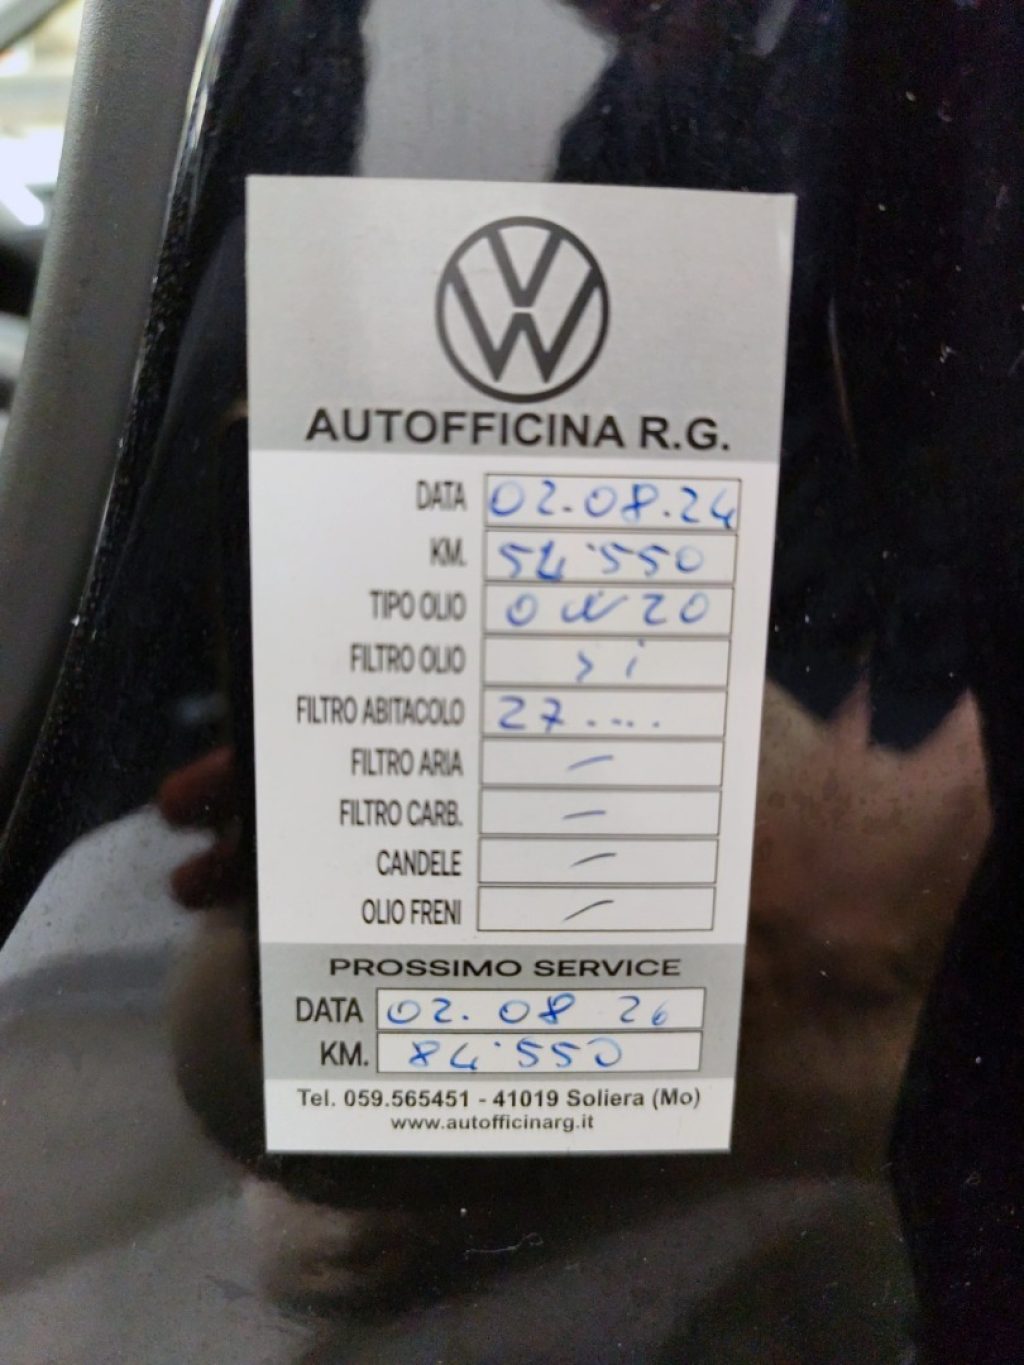 AUTOFFICINA R.G.
DATA 02.08.24
KM. 54'550
TIPO OLIO 0W20
FILTRO OLIO si
FILTRO ABITACOLO 27....
FILTRO ARIA –
FILTRO CARB. –
CANDELE –
OLIO FRENI –
PROSSIMO SERVICE
DATA 02. 08 26
KM. 84'550
Tel. 059.565451 - 41019 Soliera (Mo)
www.autofficinarg.it